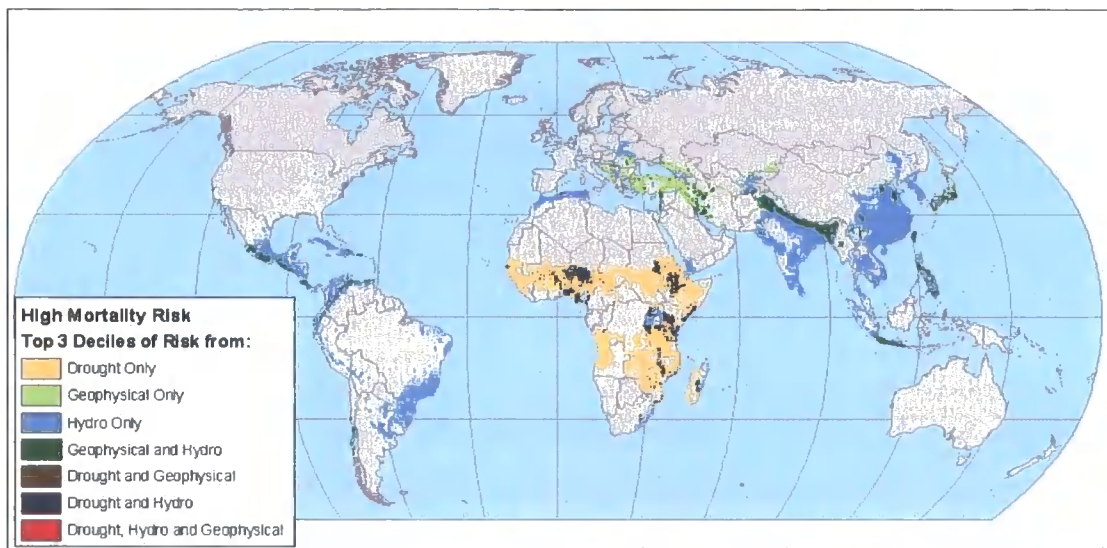 High Mortality Risk
Top 3 Deciles of Risk from:
Drought Only
Geophysical Only
Hydro Only
Geophysical and Hydro
Drought and Geophysical
Drought and Hydro
Drought, Hydro and Geophysical